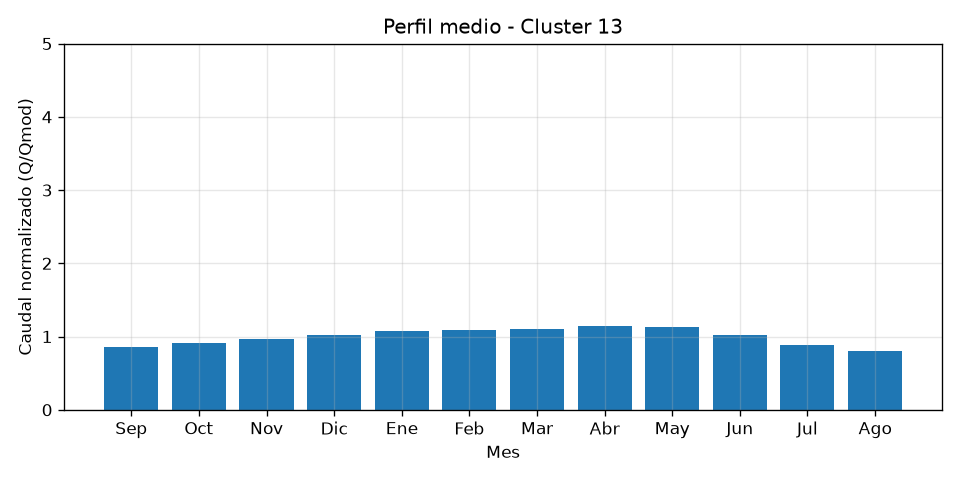 Perfil medio - Cluster 13
Caudal normalizado (Q/Qmod)
5
4
3
2
1
0
Sep Oct Nov Dic Ene Feb Mar Abr May Jun Jul Ago
Mes